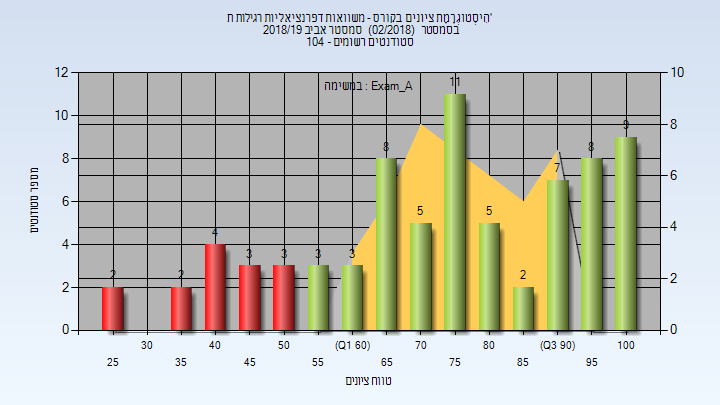 היסטוגרמת ציונים בקורס - משוואות דפרנציאליות רגילות ת'
בסמסטר (02/2018) סמסטר אביב 2018/19
סטודנטים רשומים - 104
במשימה : Exam_A
12 10 8 6 4 2 0
10 8 6 4 2 0
2 2 4 3 3 3 3 8 5 11 5 2 7 8 9
30 40 50 (Q1 60) 70 80 (Q3 90) 100
25 35 45 55 65 75 85 95
מספר סטודנטים
טווח ציונים